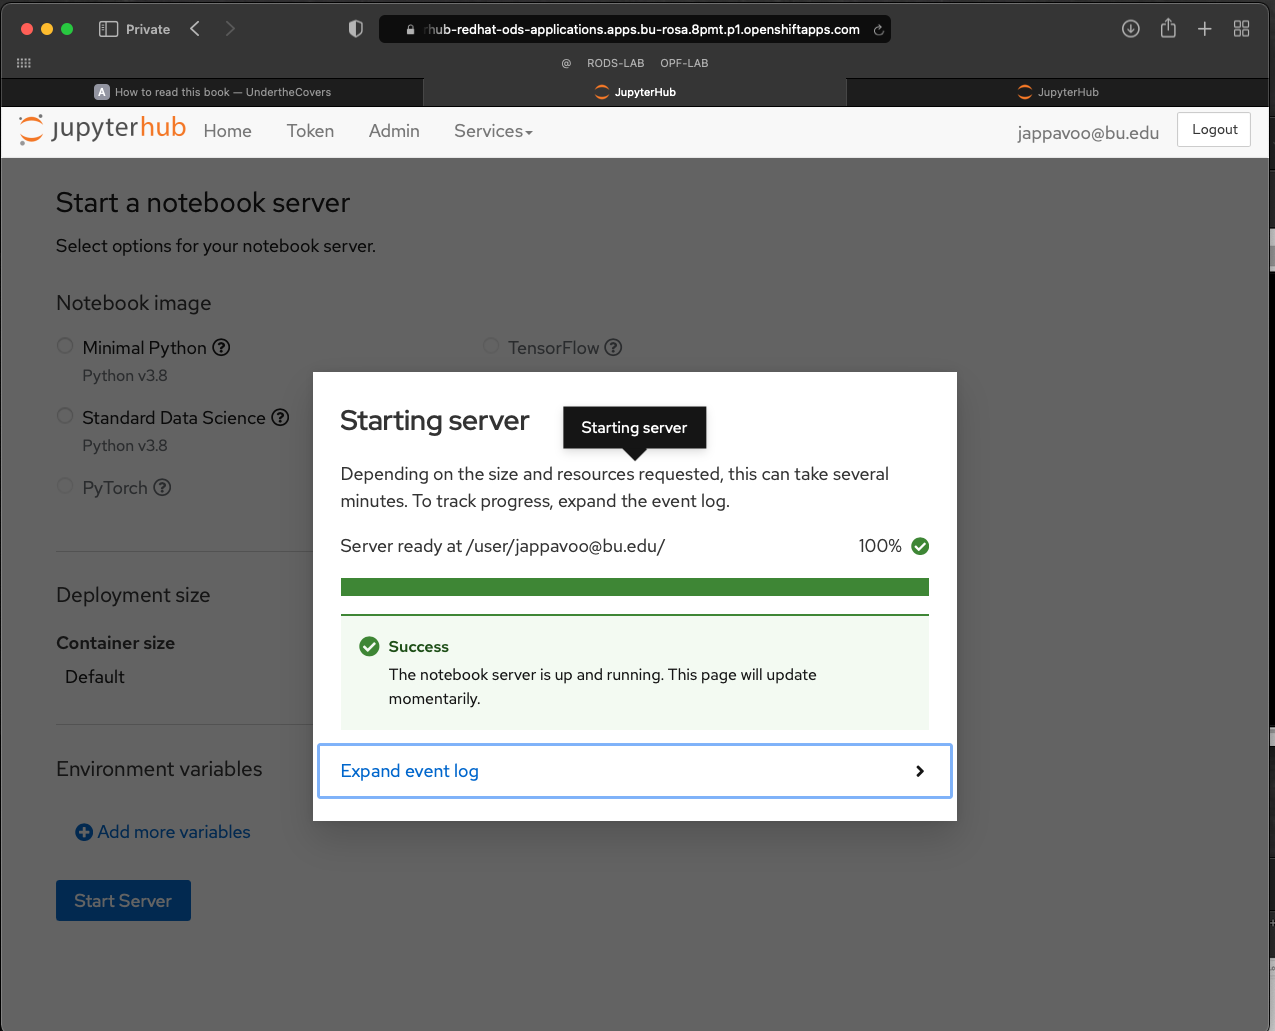 Private
rhub-redhat-ods-applications.apps.bu-rosa.8pmt.p1.openshiftapps.com
@ RODS-LAB OPF-LAB
A How to read this book — UndertheCovers
JupyterHub
JupyterHub
jupyterhub Home Token Admin Services
jappavoo@bu.edu
Logout
Start a notebook server
Select options for your notebook server.
Notebook image
Minimal Python
Python v3.8
TensorFlow
Standard Data Science
Python v3.8
PyTorch
Deployment size
Container size
Default
Environment variables
Add more variables
Start Server
Starting server
Starting server
Depending on the size and resources requested, this can take several
minutes. To track progress, expand the event log.
Server ready at /user/jappavoo@bu.edu/ 100%
Success
The notebook server is up and running. This page will update
momentarily.
Expand event log